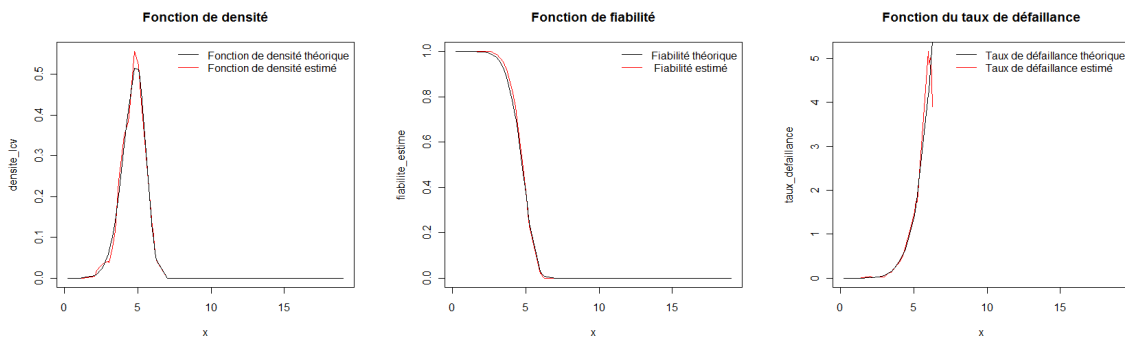 Fonction de densité
densite_lcv
0.0 0.1 0.2 0.3 0.4 0.5
Fonction de densité théorique
Fonction de densité estimé
0 5 10 15
x
Fonction de fiabilité
fiabilite_estime
0.0 0.2 0.4 0.6 0.8 1.0
Fiabilité théorique
Fiabilité estimé
0 5 10 15
x
Fonction du taux de défaillance
taux_defaillance
0 1 2 3 4 5
Taux de défaillance théorique
Taux de défaillance estimé
0 5 10 15
x